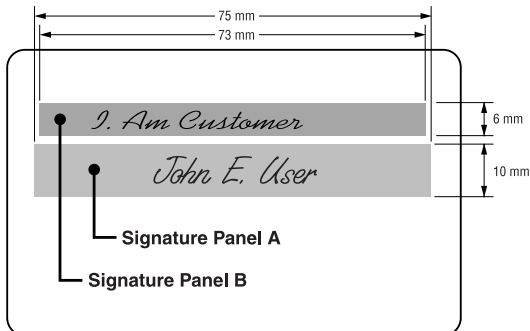 75 mm
73 mm
I. Am Customer
6 mm
John E. User
10 mm
Signature Panel A
Signature Panel B